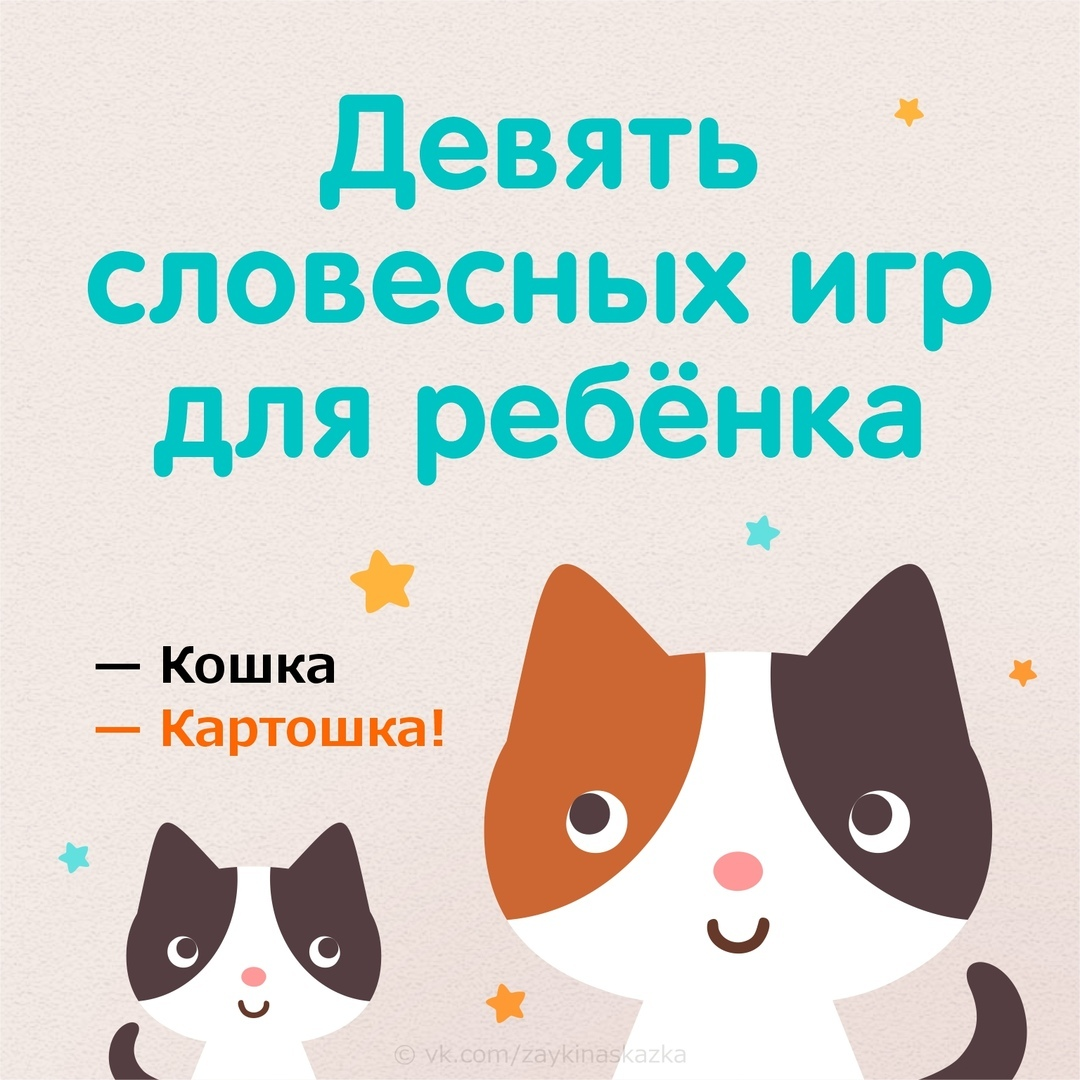 Девять
словесных игр
для ребёнка
— Кошка
— Картошка!
© vk.com/zaykinaskazka